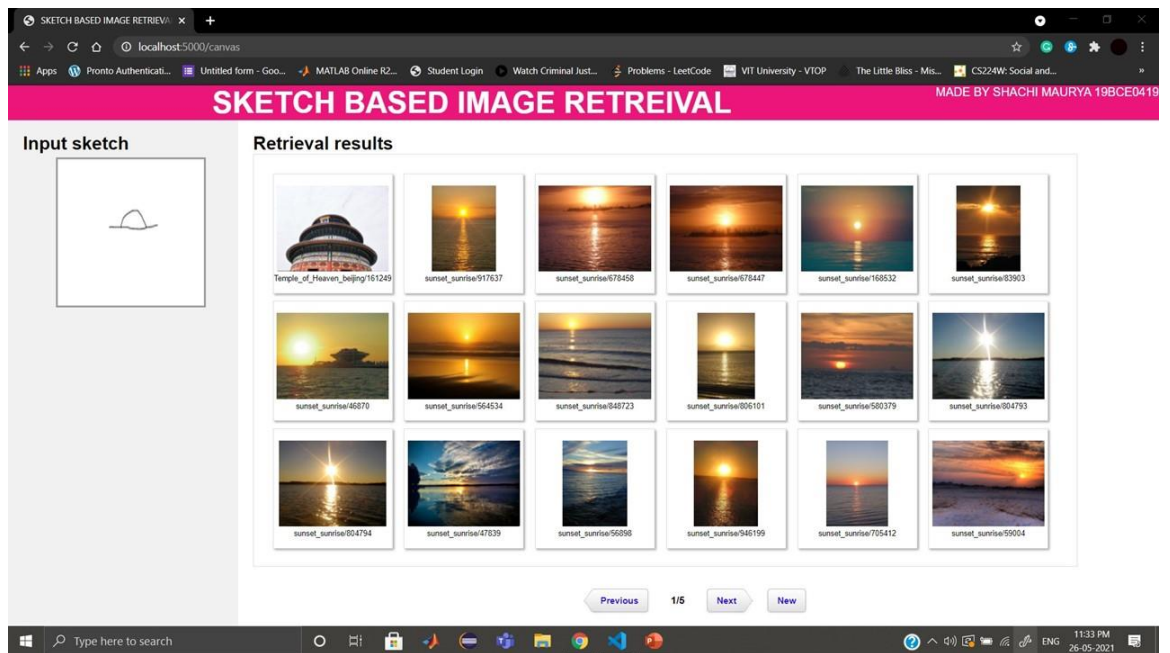 SKETCH BASED IMAGE RETRIEVA
localhost:5000/canvas
Apps
Pronto Authenticati...
Untitled form - Goo...
MATLAB Online R2...
Student Login
Watch Criminal Just...
Problems - LeetCode
VIT University - VTOP
The Little Bliss - Mis...
CS224W: Social and...
»
SKETCH BASED IMAGE RETREIVAL
MADE BY SHACHI MAURYA 19BCE0419
Input sketch
Retrieval results
Temple_of_Heaven_beijing/161249
sunset_sunrise/917637
sunset_sunrise/678458
sunset_sunrise/678447
sunset_sunrise/168532
sunset_sunrise/83903
sunset_sunrise/46870
sunset_sunrise/564534
sunset_sunrise/848723
sunset_sunrise/806101
sunset_sunrise/580379
sunset_sunrise/804793
sunset_sunrise/804794
sunset_sunrise/47839
sunset_sunrise/56898
sunset_sunrise/946199
sunset_sunrise/705412
sunset_sunrise/59004
Previous
1/5
Next
New
Type here to search
ENG
11:33 PM
26-05-2021